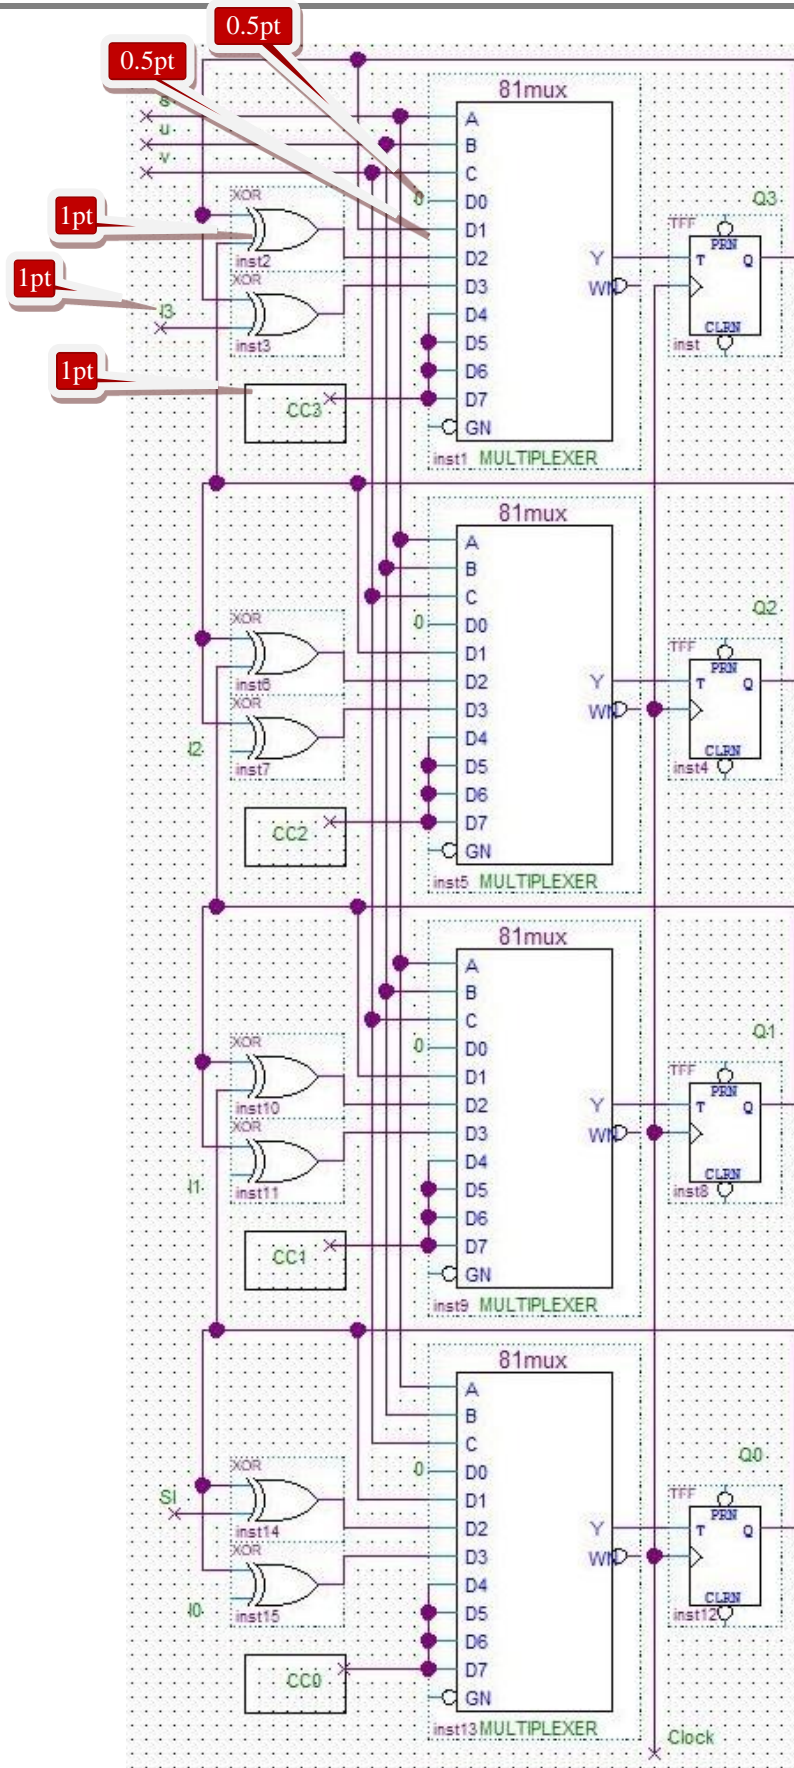 0.5pt
0.5pt
s
u
v
81mux
A
B
C
D0
D1
D2
D3
D4
D5
D6
D7
GN
Y
WN
inst1 MULTIPLEXER
0
XOR
inst2
XOR
inst3
1pt
1pt
I3
1pt
CC3
Q3
TFF
PRN
T Q
CLRN
inst
81mux
A
B
C
D0
D1
D2
D3
D4
D5
D6
D7
GN
Y
WN
inst5 MULTIPLEXER
0
XOR
inst6
XOR
I2
inst7
CC2
Q2
TFF
PRN
T Q
CLRN
inst4
81mux
A
B
C
D0
D1
D2
D3
D4
D5
D6
D7
GN
Y
WN
inst9 MULTIPLEXER
0
XOR
inst10
XOR
I1
inst11
CC1
Q1
TFF
PRN
T Q
CLRN
inst8
81mux
A
B
C
D0
D1
D2
D3
D4
D5
D6
D7
GN
Y
WN
inst13 MULTIPLEXER
0
XOR
SI
inst14
XOR
I0
inst15
CC0
Q0
TFF
PRN
T Q
CLRN
inst12
Clock